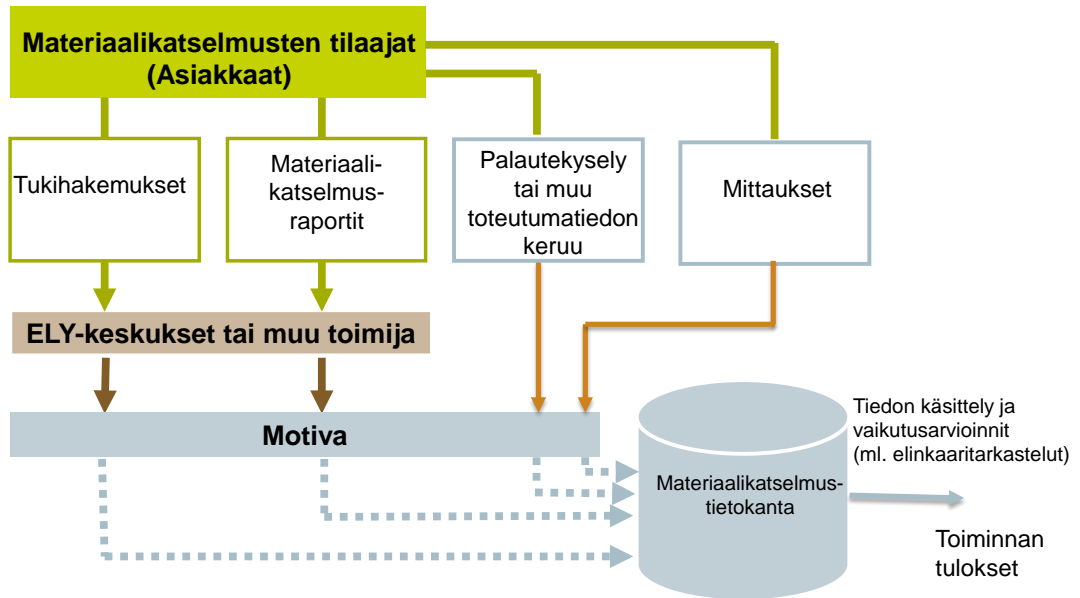 Materiaalikatselmusten tilaajat
(Asiakkaat)
Tukihakemukset
Materiaali-
katselmus-
raportit
Palautekysely
tai muu
toteutumatiedon
keruu
Mittaukset
ELY-keskukset tai muu toimija
Motiva
Materiaalikatselmus-
tietokanta
Tiedon käsittely ja
vaikutusarvioinnit
(ml. elinkaaritarkastelut)
Toiminnan
tulokset